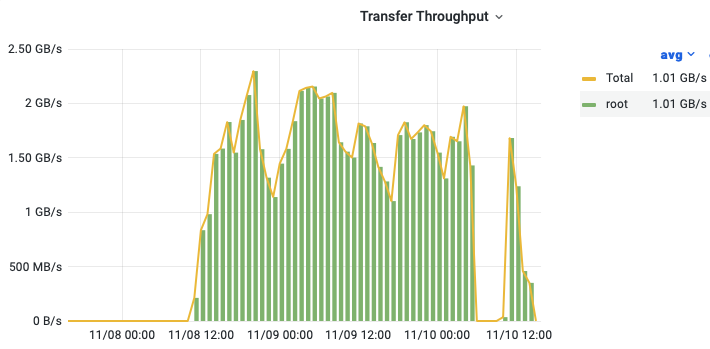 Transfer Throughput
2.50 GB/s
2 GB/s
1.50 GB/s
1 GB/s
500 MB/s
0 B/s
11/08 00:00 11/08 12:00 11/09 00:00 11/09 12:00 11/10 00:00 11/10 12:00
avg
Total 1.01 GB/s
root 1.01 GB/s